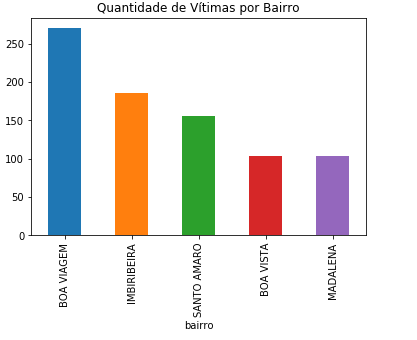 Quantidade de Vítimas por Bairro
250
200
150
100
50
0
BOA VIAGEM
IMBIRIBEIRA
SANTO AMARO
BOA VISTA
MADALENA
bairro